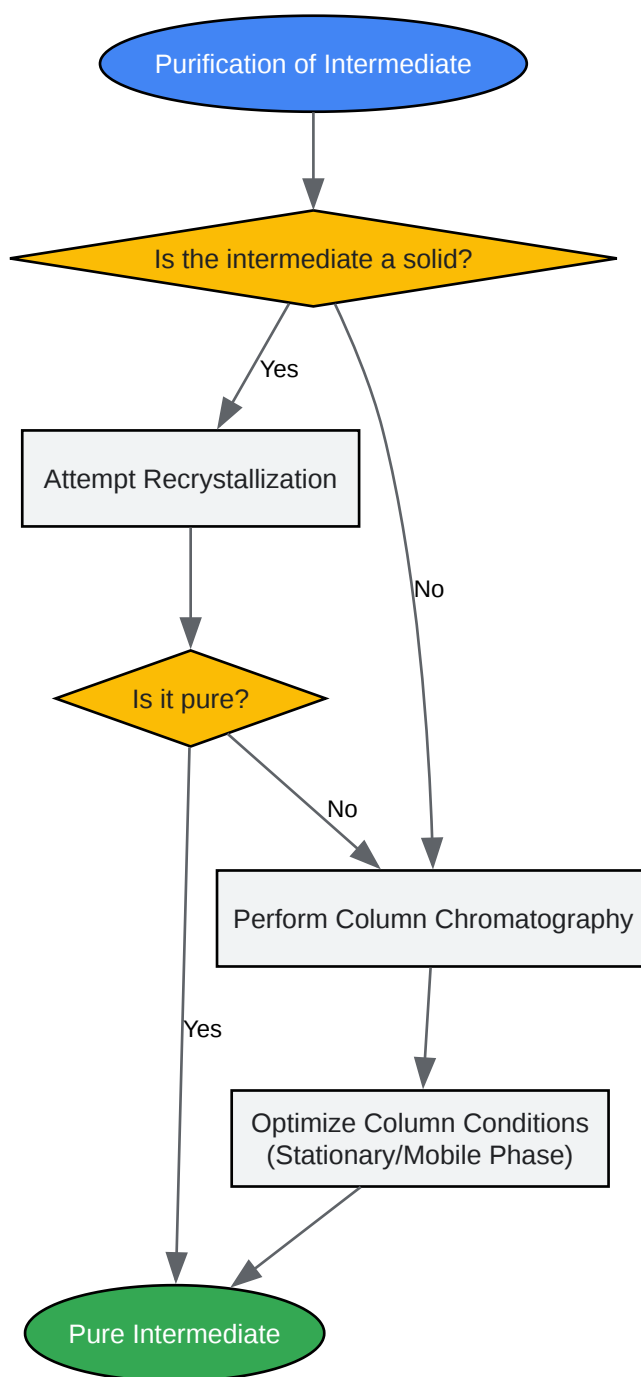 Purification of Intermediate
Is the intermediate a solid?
Yes
Attempt Recrystallization
No
Is it pure?
No
Perform Column Chromatography
Yes
Optimize Column Conditions
(Stationary/Mobile Phase)
Pure Intermediate